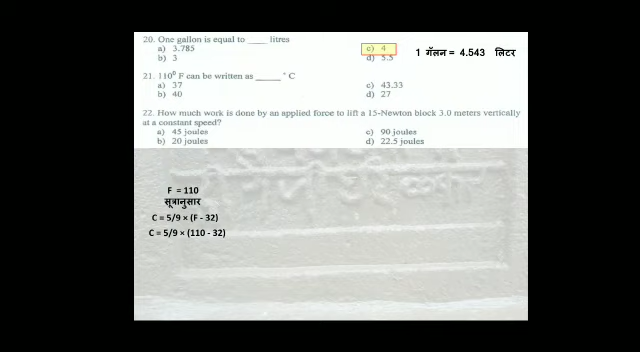 20. One gallon is equal to ____ litres
a) 3.785
c) 4
b) 3
d) 5.5
1 गॅलन = 4.543 लिटर
21. 110⁰ F can be written as _____ ° C
a) 37
c) 43.33
b) 40
d) 27
22. How much work is done by an applied force to lift a 15-Newton block 3.0 meters vertically
at a constant speed?
a) 45 joules
c) 90 joules
b) 20 joules
d) 22.5 joules
F = 110
सूत्रानुसार
C = 5/9 × (F - 32)
C = 5/9 × (110 - 32)